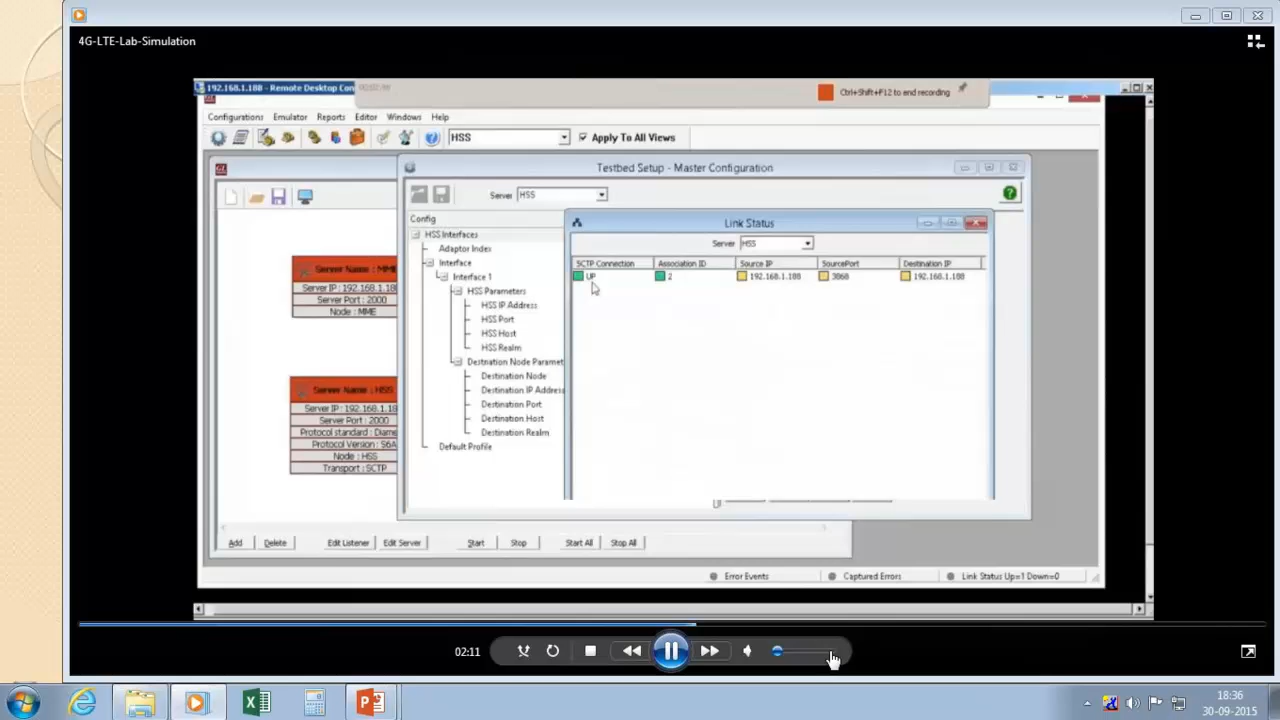 4G-LTE-Lab-Simulation
192.168.1.188 - Remote Desktop Con
Ctrl+Shift+F12 to end recording
Configurations Emulator Reports Editor Windows Help
HSS Apply To All Views
Testbed Setup - Master Configuration
Server HSS
Config
HSS Interfaces
Adaptor Index
Interface
Interface 1
HSS Parameters
HSS IP Address
HSS Port
HSS Host
HSS Realm
Destnation Node Paramet
Destination Node
Destination IP Address
Destination Port
Destination Host
Destination Realm
Default Profile
Link Status
Server HSS
SCTP Connection Association ID Source IP SourcePort Destination IP
UP 2 192.168.1.188 3868 192.168.1.188
Server Name : MME
Server IP : 192.168.1.18
Server Port : 2000
Node : MME
Server Name : HSS
Server IP : 192.168.1.18
Server Port : 2000
Protocol standard : Diame
Protocol Version : S6A
Node : HSS
Transport : SCTP
Add Delete Edit Listener Edit Server Start Stop Start All Stop All
Error Events Captured Errors Link Status Up=1 Down=0
02:11
18:36
30-09-2015